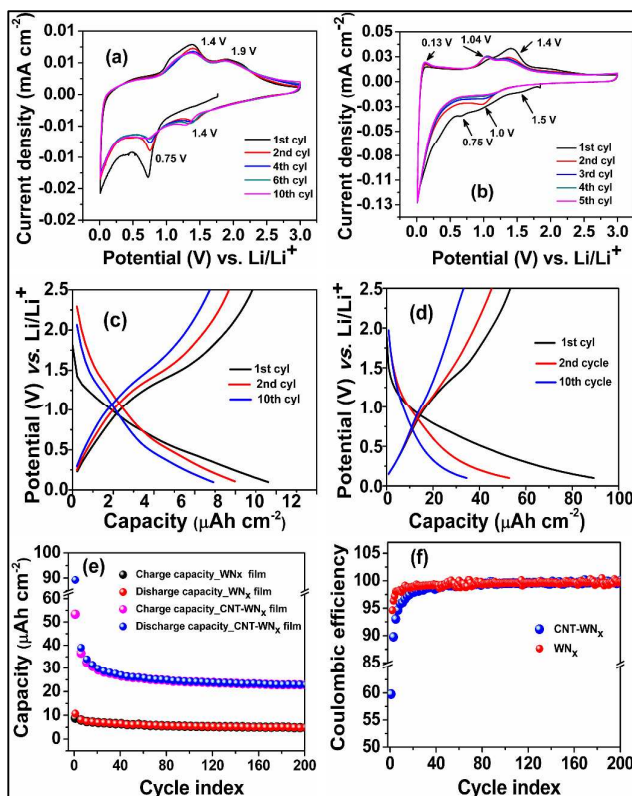 (a)
1.4 V
1.9 V
1.4 V
0.75 V
1st cyl
2nd cyl
4th cyl
6th cyl
10th cyl
Current density (mA cm-2)
0.01
0.01
0.00
-0.01
-0.01
-0.02
-0.02
0.0 0.5 1.0 1.5 2.0 2.5 3.0
Potential (V) vs. Li/Li+
0.13 V 1.04 V
1.4 V
0.75 V
1.0 V
1.5 V
1st cyl
2nd cyl
3rd cyl
4th cyl
5th cyl
(b)
Current density (mA cm-2)
0.05
0.03
0.00
-0.03
-0.05
-0.08
-0.11
-0.13
0.0 0.5 1.0 1.5 2.0 2.5 3.0
Potential (V) vs. Li/Li+
(c)
1st cyl
2nd cyl
10th cyl
Potential (V) vs. Li/Li+
2.5
2.0
1.5
1.0
0.5
0.0
0 2 4 6 8 10 12
Capacity (µAh cm-2)
(d)
1st cyl
2nd cycle
10th cycle
Potential (V) vs. Li/Li+
2.5
2.0
1.5
1.0
0.5
0.0
0 20 40 60 80 100
Capacity (µAh cm-2)
(e)
Charge capacity_WNx film
Disharge capacity_WNx film
Charge capacity_CNT-WNx film
Discharge capacity_CNT-WNx film
Capacity (µAh cm-2)
90
60
50
40
30
20
10
0
0 40 80 120 160 200
Cycle index
(f)
CNT-WNX
WNX
Coulombic efficiency
100
95
90
85
60
55
50
0 40 80 120 160 200
Cycle index